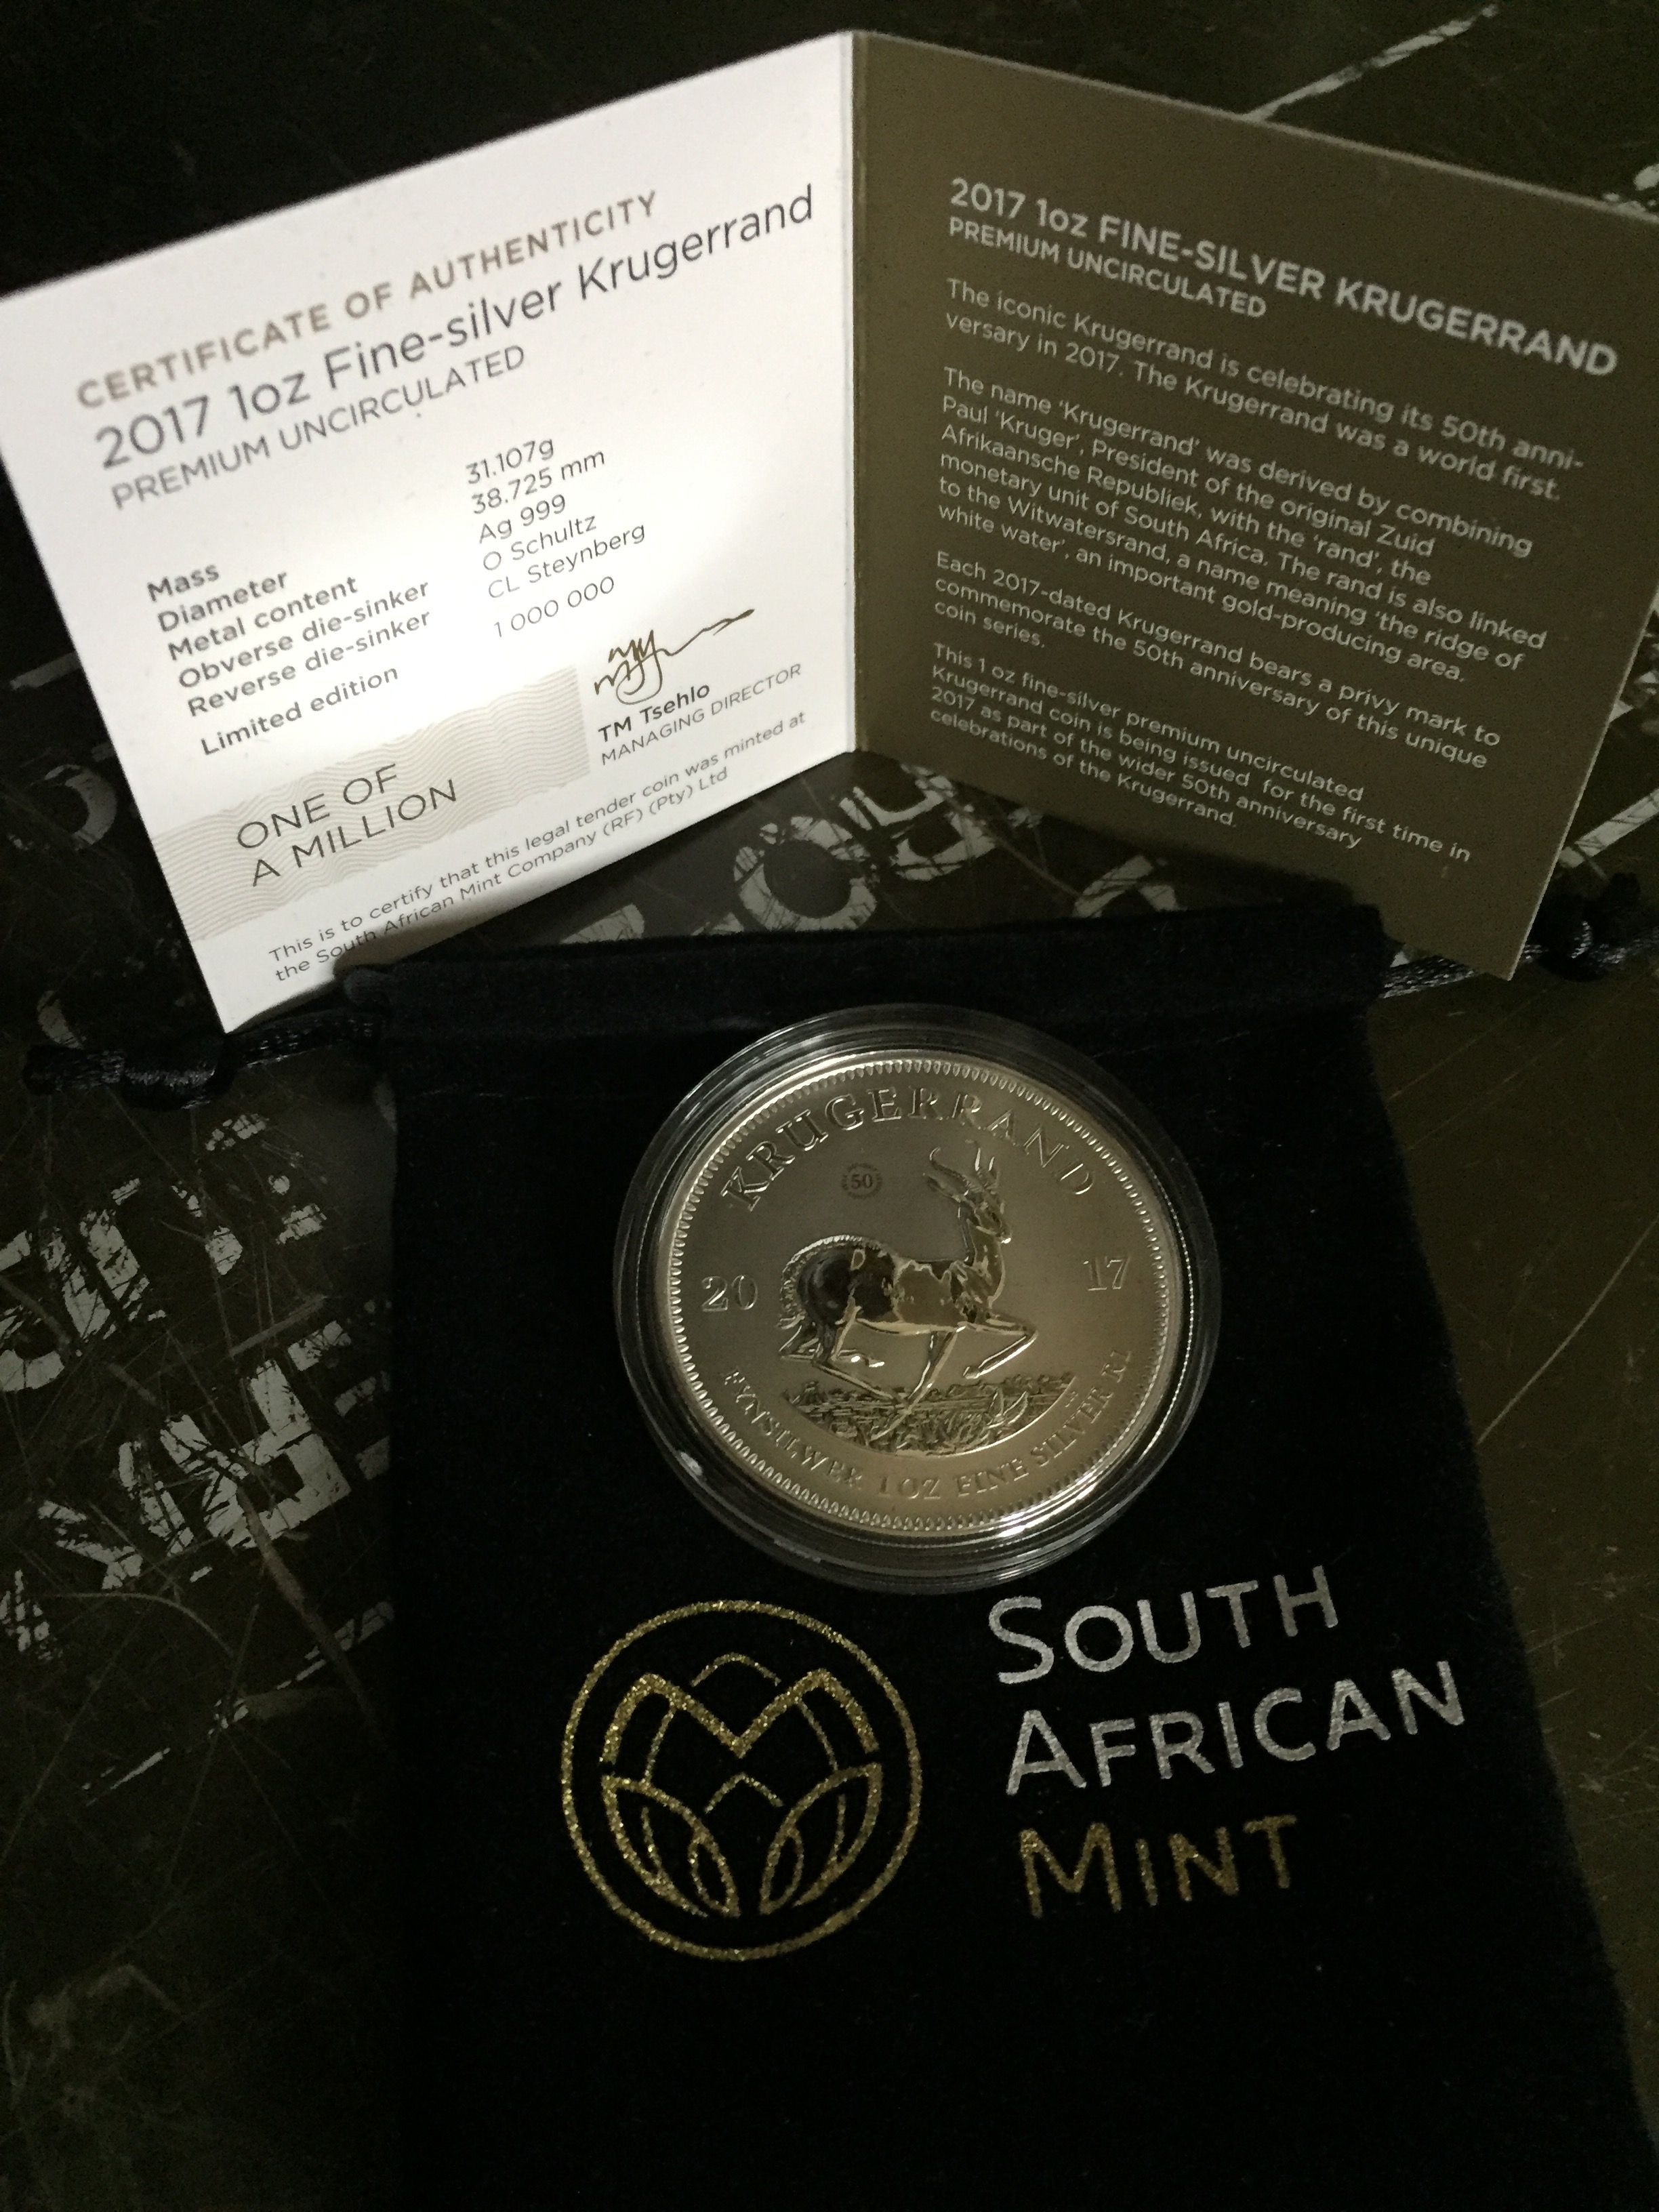 CERTIFICATE OF AUTHENTICITY
2017 1oz Fine-silver Krugerrand
PREMIUM UNCIRCULATED
Mass 31.107g
Diameter 38.725 mm
Metal content Ag 999
Obverse die-sinker O Schultz
Reverse die-sinker CL Steynberg
Limited edition 1 000 000
TM Tsehlo
MANAGING DIRECTOR
ONE OF
A MILLION
This is to certify that this legal tender coin was minted at
the South African Mint Company (RF) (Pty) Ltd
2017 1oz FINE-SILVER KRUGERRAND
PREMIUM UNCIRCULATED
The iconic Krugerrand is celebrating its 50th anni-
versary in 2017. The Krugerrand was a world first.
The name 'Krugerrand' was derived by combining
Paul 'Kruger', President of the original Zuid
Afrikaansche Republiek, with the 'rand', the
monetary unit of South Africa. The rand is also linked
to the Witwatersrand, a name meaning 'the ridge of
white water', an important gold-producing area.
Each 2017-dated Krugerrand bears a privy mark to
commemorate the 50th anniversary of this unique
coin series.
This 1 oz fine-silver premium uncirculated
Krugerrand coin is being issued for the first time in
2017 as part of the wider 50th anniversary
celebrations of the Krugerrand.
KRUGERRAND
50
20 17
FYNSILWER 1 OZ FINE SILVER R1
SOUTH
AFRICAN
MINT